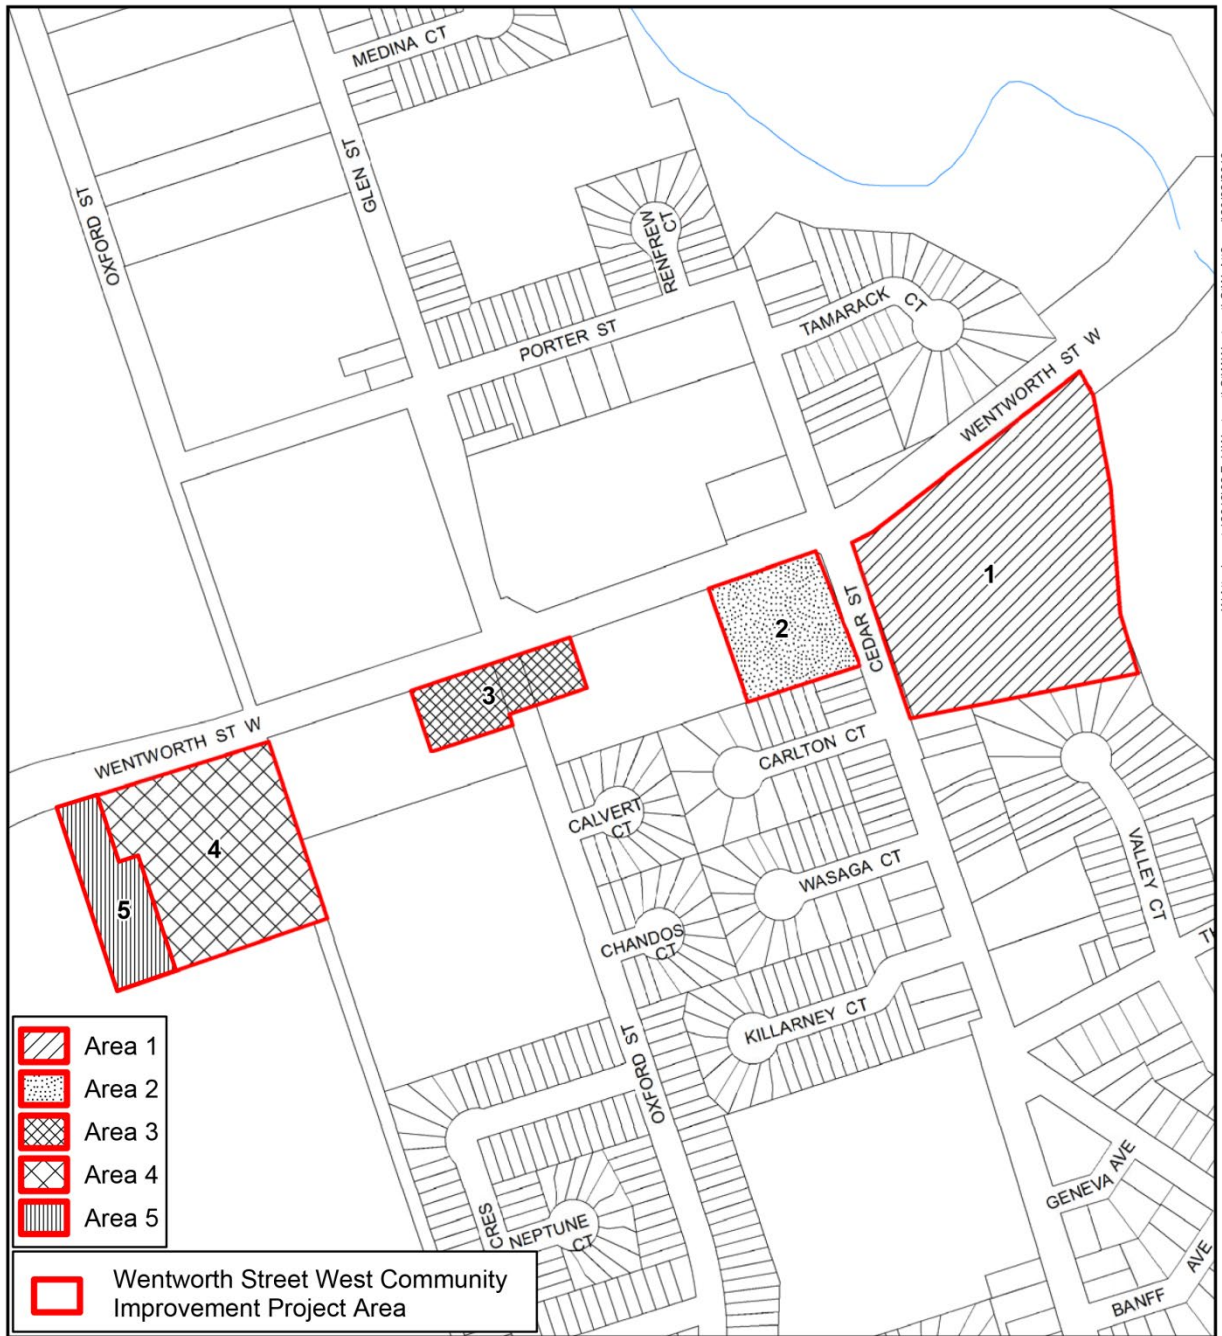 MEDINA CT
OXFORD ST
GLEN ST
RENFREW
CT
PORTER ST
TAMARACK
CT
WENTWORTH ST W
1
2
CEDAR ST
3
WENTWORTH ST W
CARLTON CT
CALVERT
CT
4
WASAGA CT
VALLEY CT
5
CHANDOS
CT
KILLARNEY CT
OXFORD ST
Area 1
Area 2
Area 3
Area 4
Area 5
GENEVA AVE
CRES
NEPTUNE
CT
AVE
BANFF
Wentworth Street West Community
Improvement Project Area